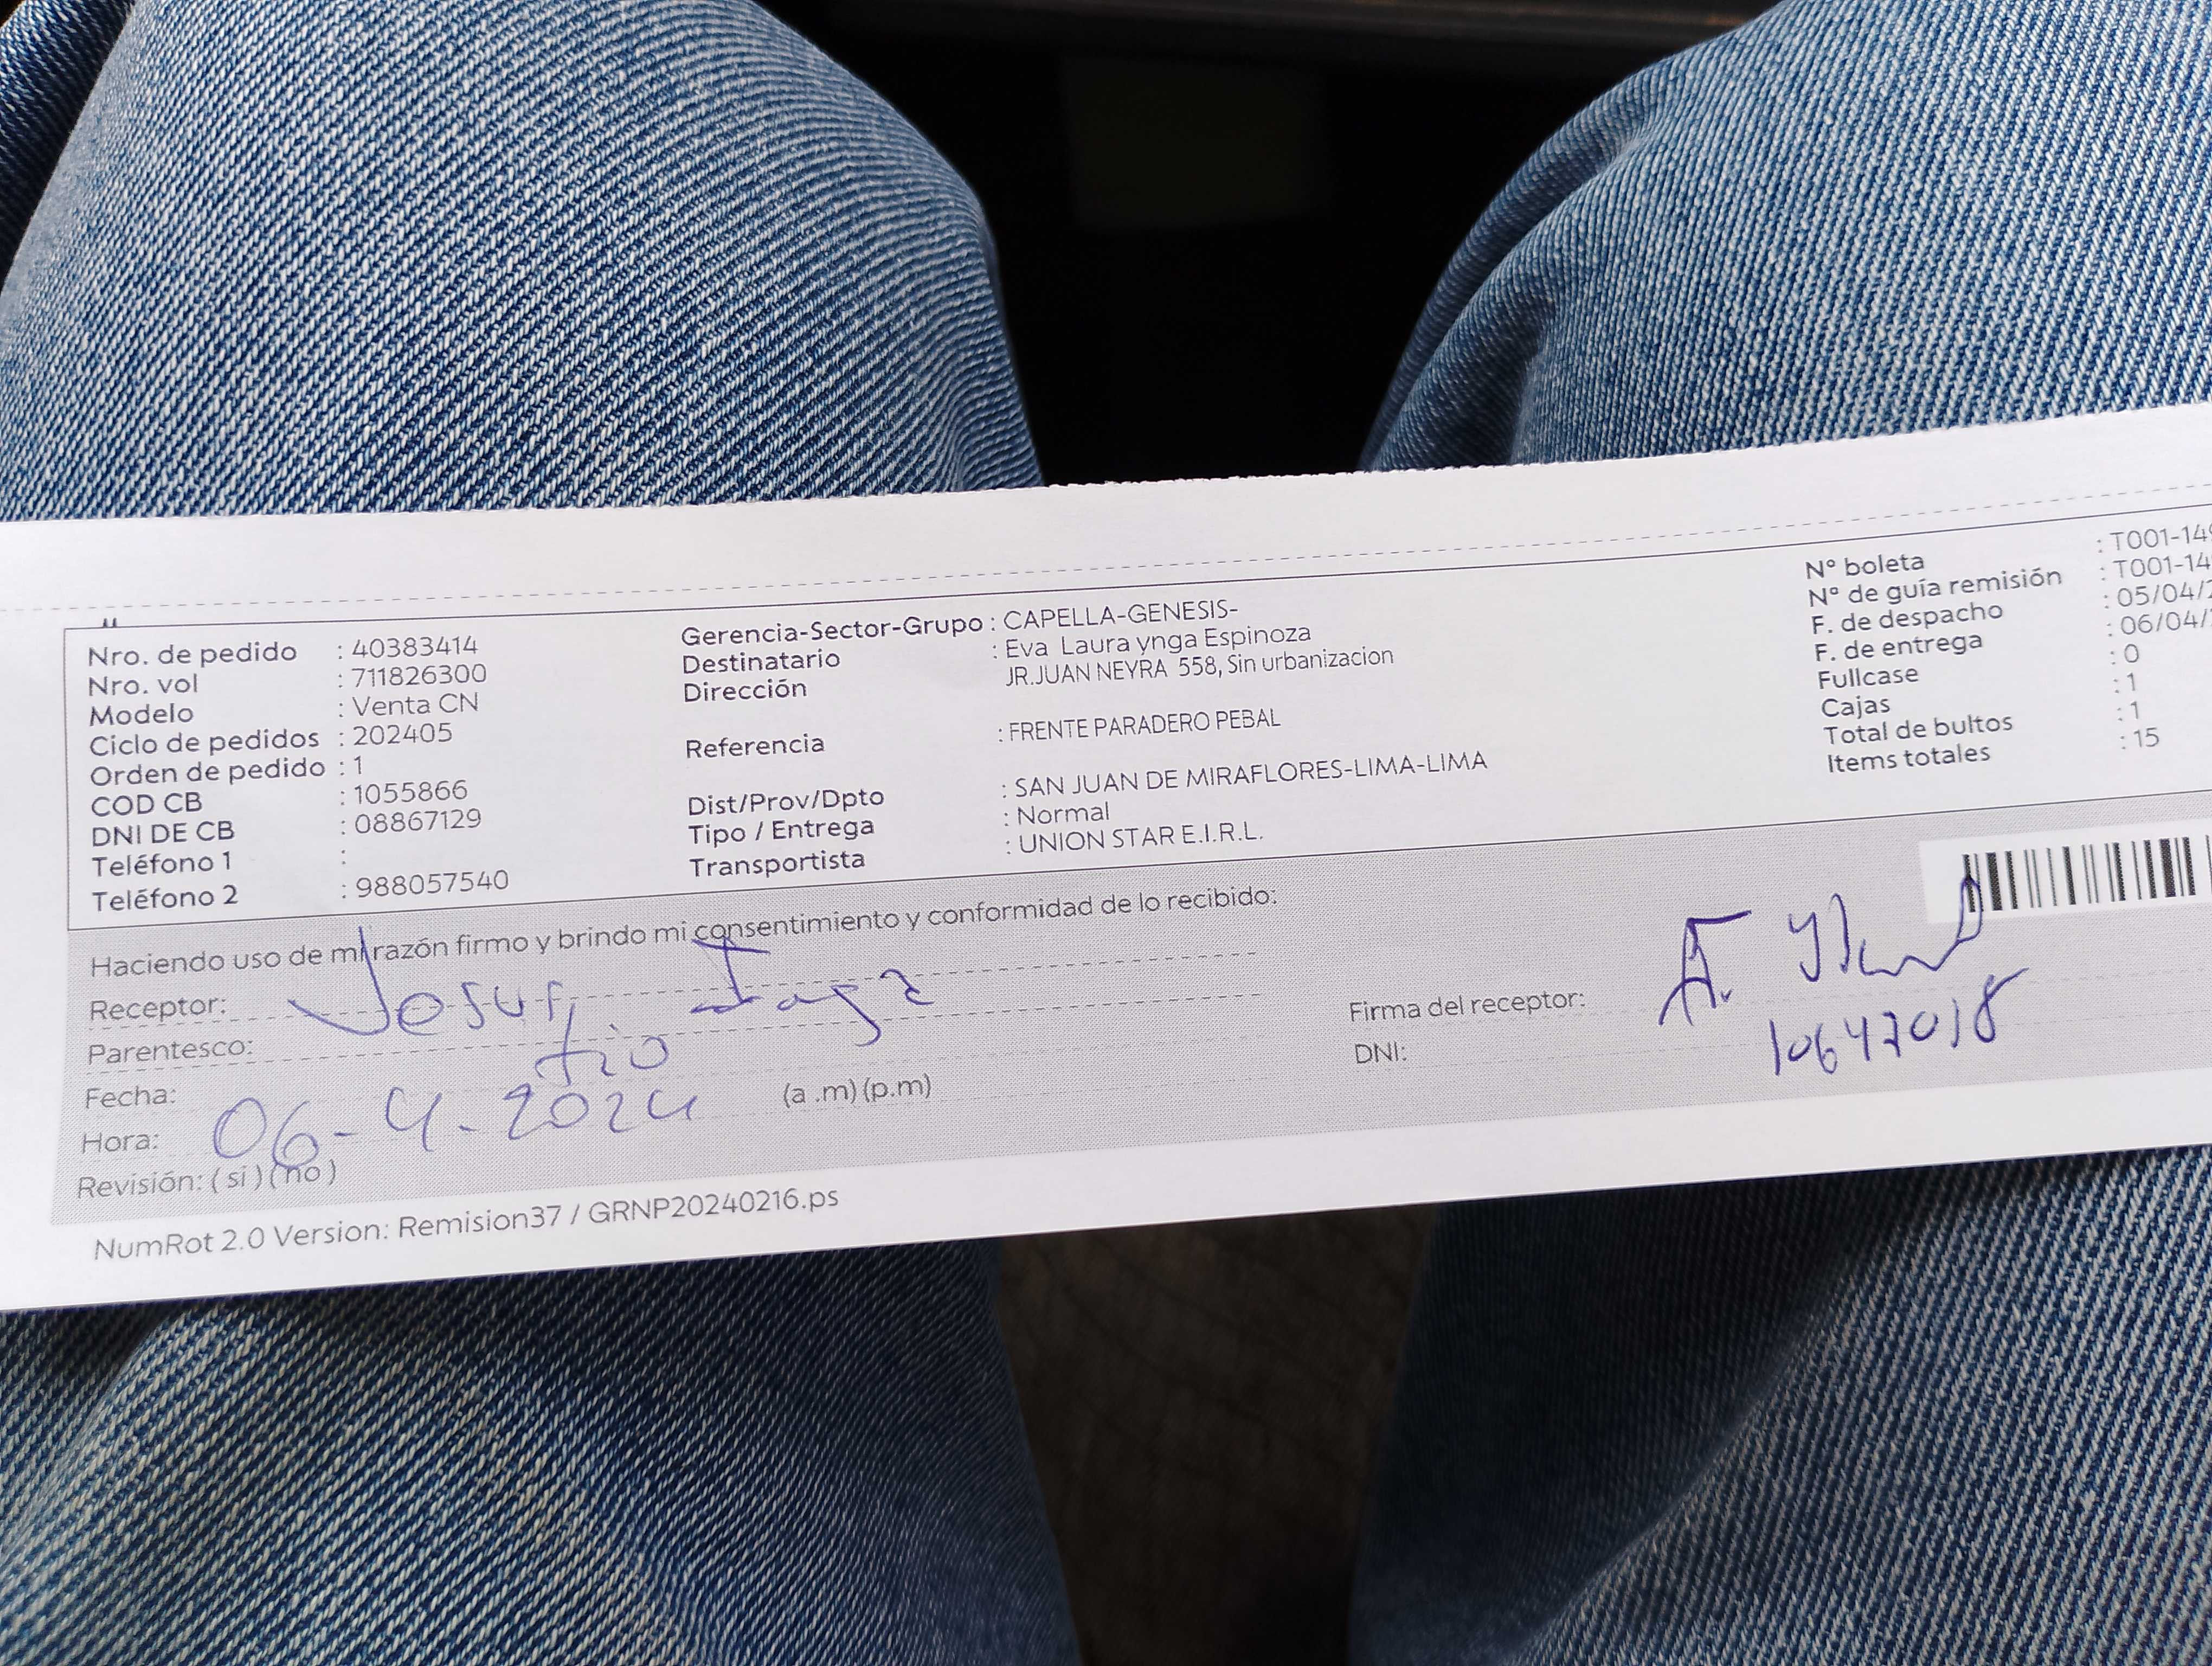 Nro. de pedido : 40383414
Nro. vol : 711826300
Modelo : Venta CN
Ciclo de pedidos : 202405
Orden de pedido : 1
COD CB : 1055866
DNI DE CB : 08867129
Teléfono 1 :
Teléfono 2 : 988057540
Gerencia-Sector-Grupo : CAPELLA-GENESIS-
Destinatario : Eva Laura ynga Espinoza
Dirección JR.JUAN NEYRA 558, Sin urbanizacion
Referencia : FRENTE PARADERO PEBAL
Dist/Prov/Dpto : SAN JUAN DE MIRAFLORES-LIMA-LIMA
Tipo / Entrega : Normal
Transportista : UNION STAR E.I.R.L.
N° boleta : T001-14
N° de guía remisión : T001-14
F. de despacho : 05/04/
F. de entrega : 06/04/
Fullcase : 0
Cajas : 1
Total de bultos : 1
Items totales : 15
Haciendo uso de mi razón firmo y brindo mi consentimiento y conformidad de lo recibido:
Receptor: Jesus
Parentesco: tio
Fecha: 06-4-2024
Hora: (a .m) (p.m)
Revisión: ( si ) ( no )
Firma del receptor:
DNI: 10647018
NumRot 2.0 Version: Remision37 / GRNP20240216.ps